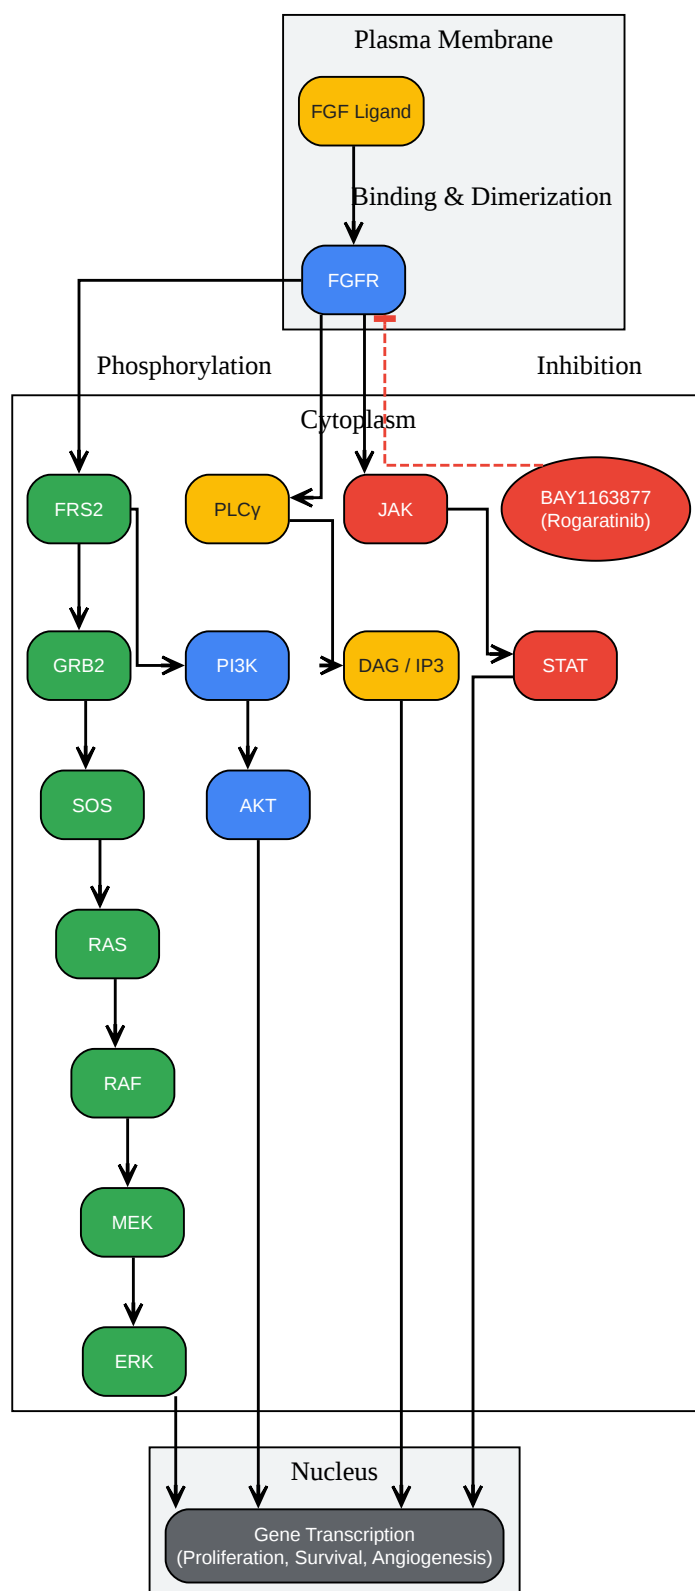 Plasma Membrane
FGF Ligand
Binding & Dimerization
FGFR
Phosphorylation
Inhibition
Cytoplasm
FRS2
PLCγ
JAK
BAY1163877
(Rogaratinib)
GRB2
PI3K
DAG / IP3
STAT
SOS
AKT
RAS
RAF
MEK
ERK
Nucleus
Gene Transcription
(Proliferation, Survival, Angiogenesis)